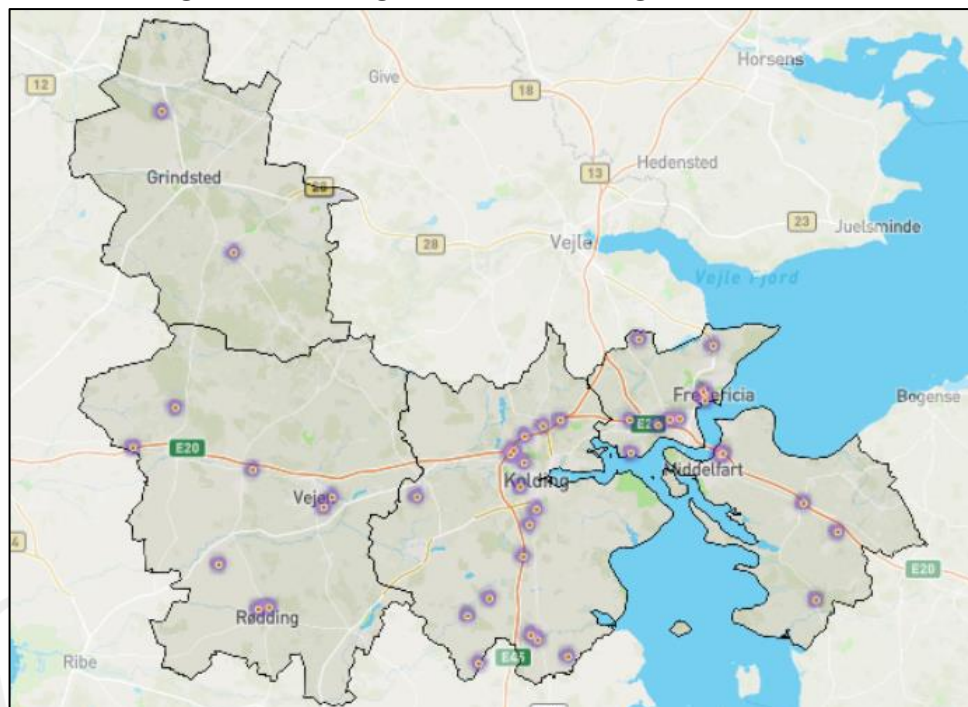 Horsens
12
Give
18
Hedensted
13
Grindsted
28
28
23
Juelsminde
Vejle
Vejle Fjord
Fredericia
Bogense
E20
E20
Middelfart
Vejen
Kolding
E20
Rødding
Ribe
E45